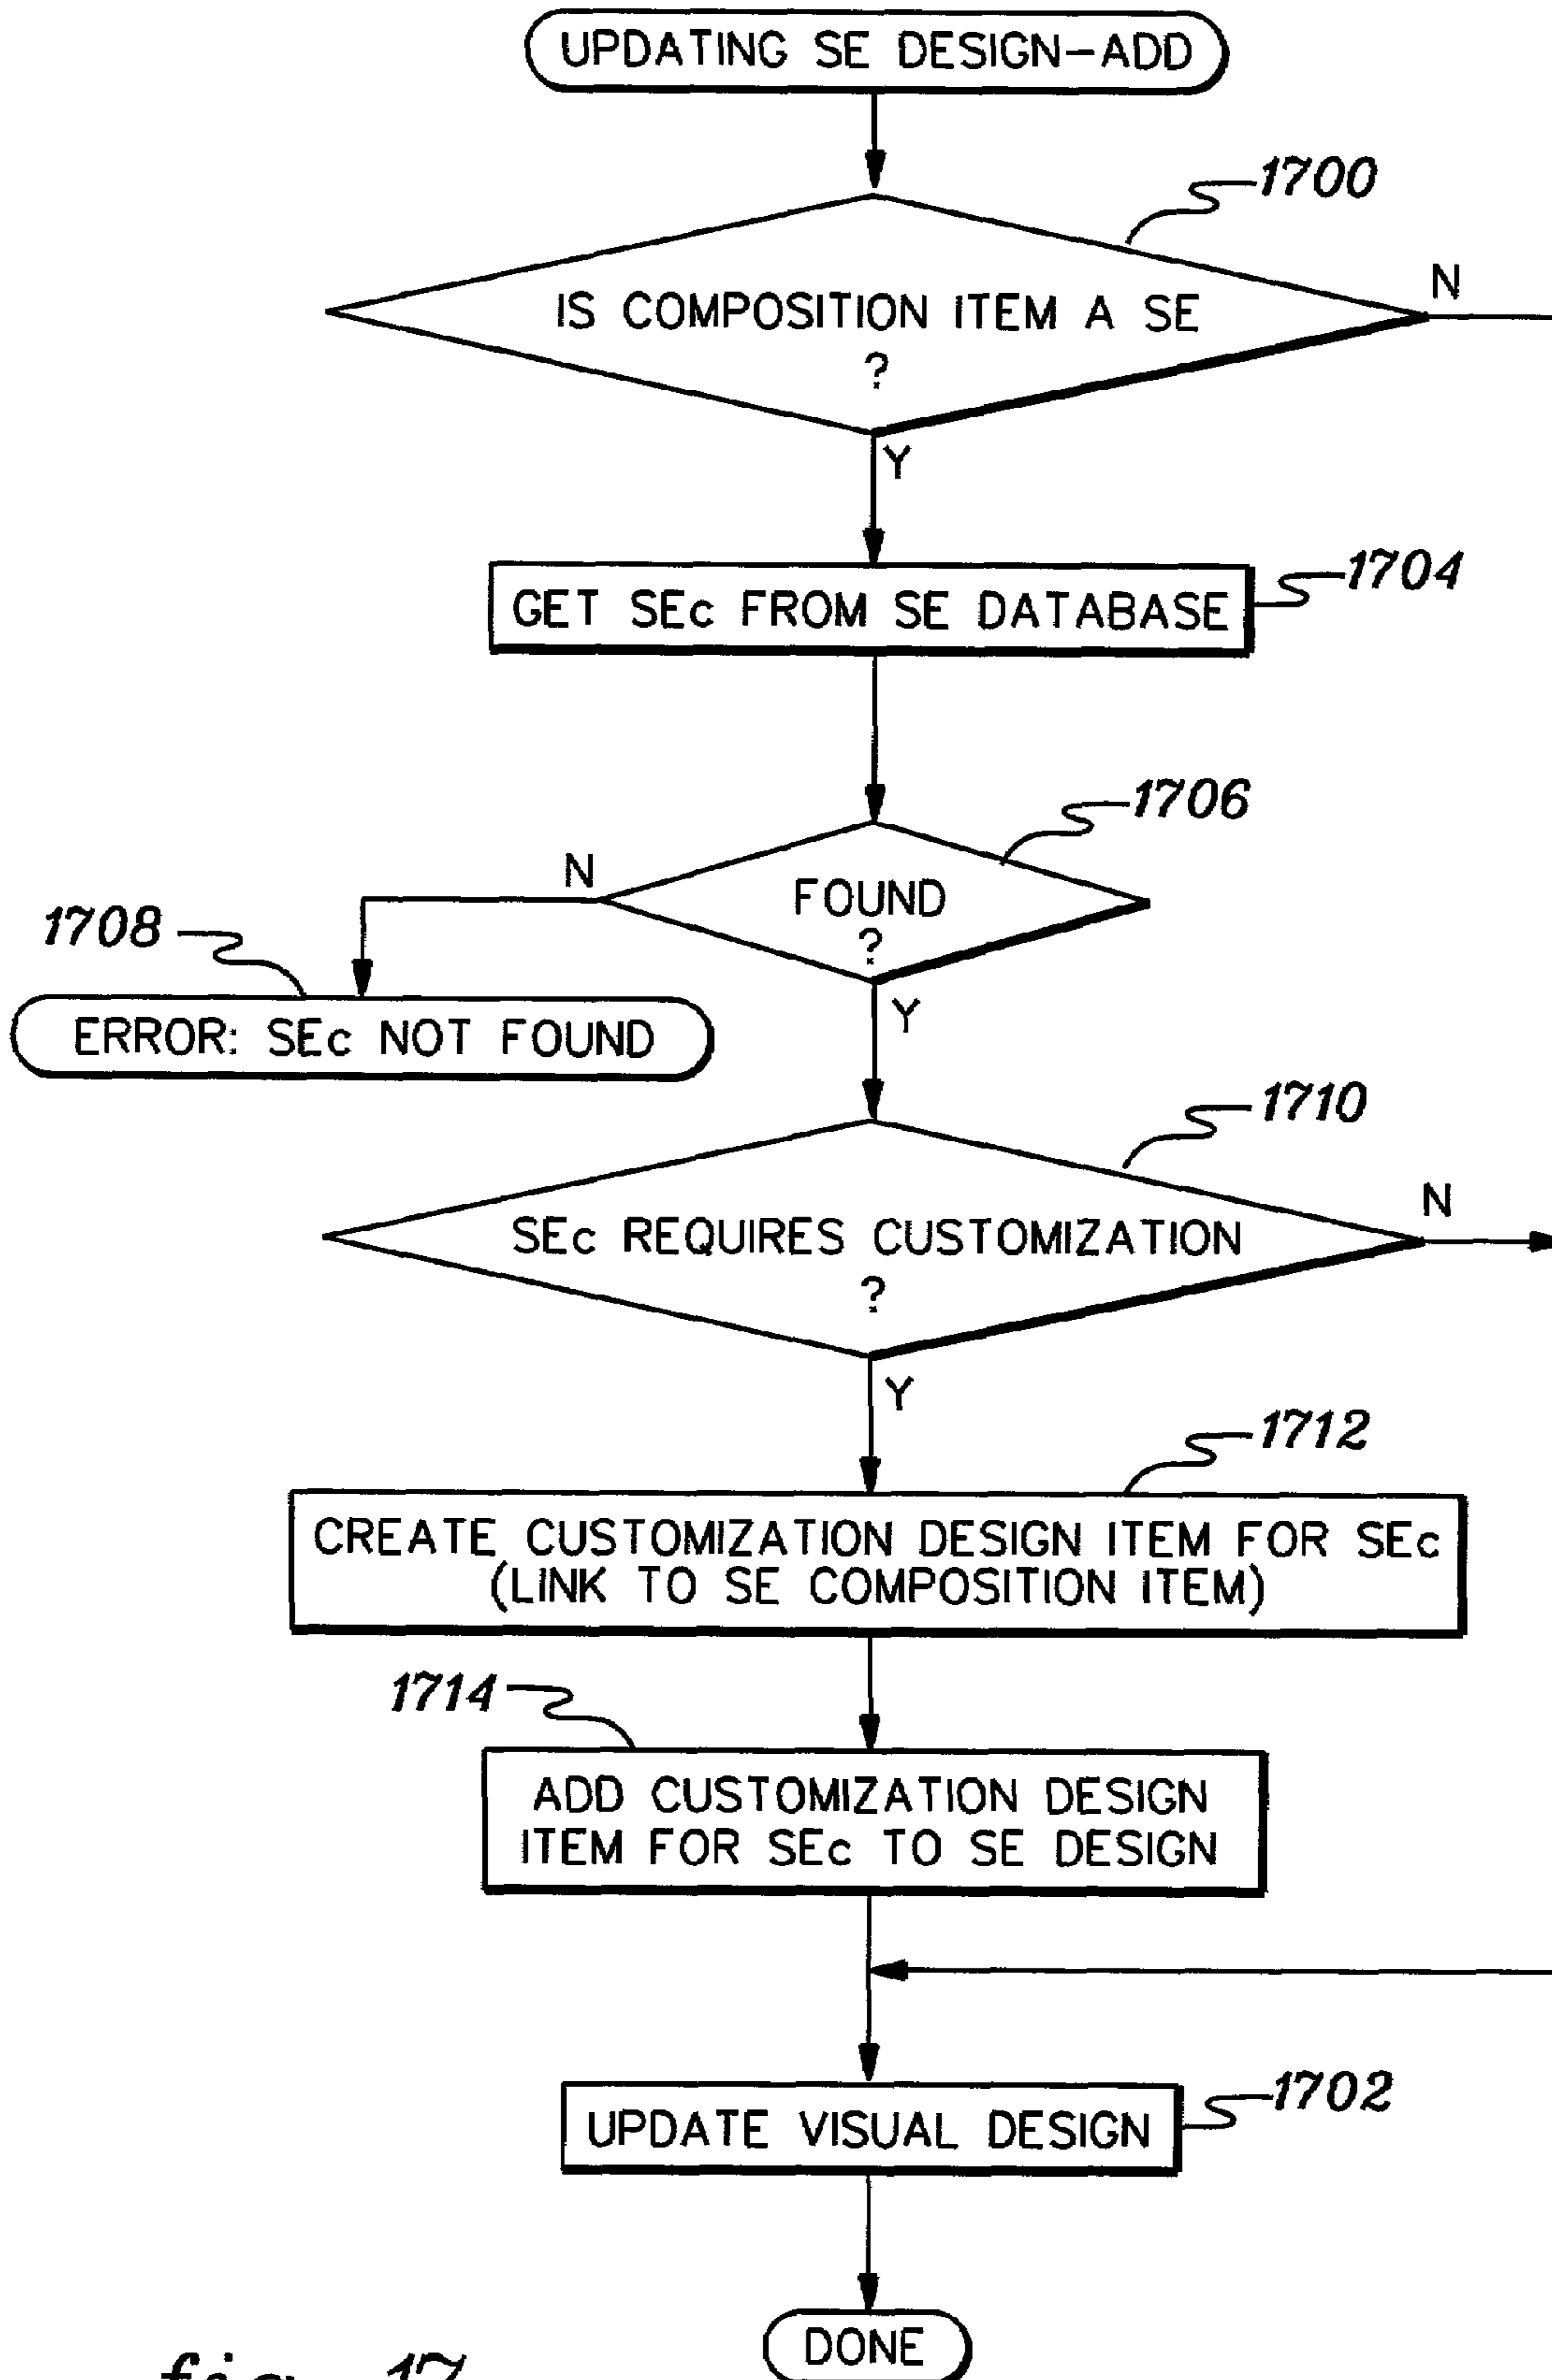 UPDATING SE DESIGN-ADD
1700
IS COMPOSITION ITEM A SE
?
N
Y
GET SEc FROM SE DATABASE
1704
1706
FOUND
?
N
1708
Y
ERROR: SEc NOT FOUND
1710
SEc REQUIRES CUSTOMIZATION
?
N
Y
1712
CREATE CUSTOMIZATION DESIGN ITEM FOR SEc
(LINK TO SE COMPOSITION ITEM)
1714
ADD CUSTOMIZATION DESIGN
ITEM FOR SEc TO SE DESIGN
UPDATE VISUAL DESIGN
1702
DONE
fig. 17